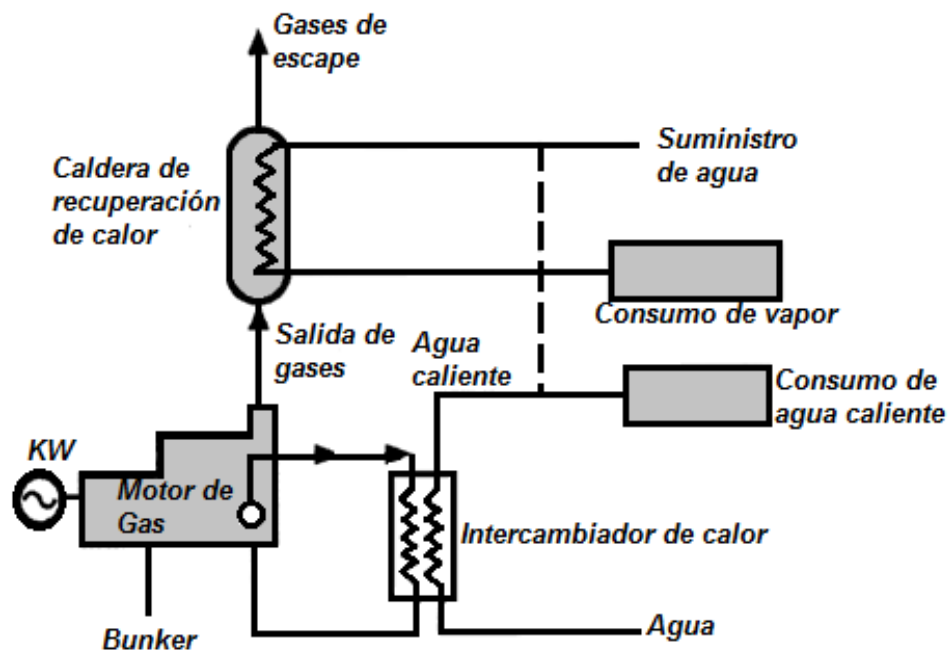 Gases de
escape
Suministro
de agua
Caldera de
recuperación
de calor
Consumo de vapor
Salida de
gases
Agua
caliente
Consumo de
agua caliente
KW
Motor de
Gas
Intercambiador de calor
Bunker
Agua